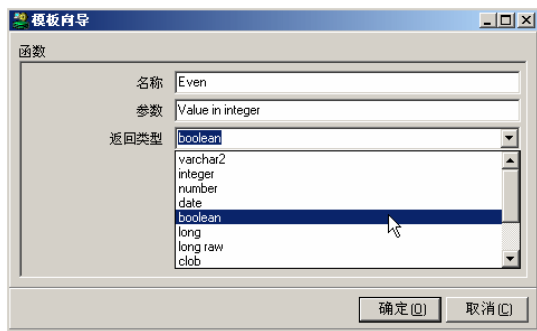 模板向导
函数
名称 Even
参数 Value in integer
返回类型 boolean
varchar2
integer
number
date
boolean
long
long raw
clob
确定(O) 取消(C)